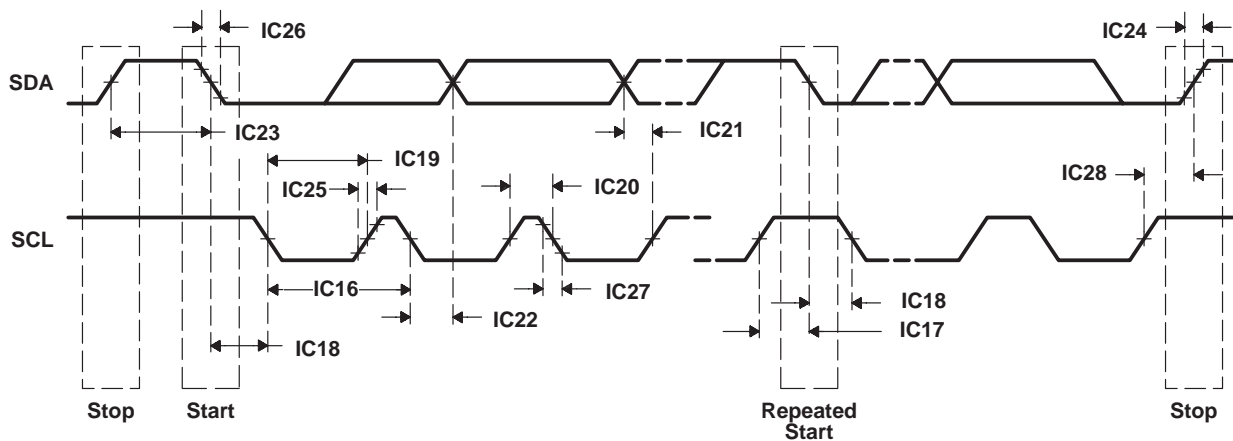 IC26
IC24
SDA
IC23
IC21
IC19
IC25
IC20
IC28
SCL
IC16
IC27
IC18
IC22
IC17
IC18
Stop
Start
Repeated
Start
Stop